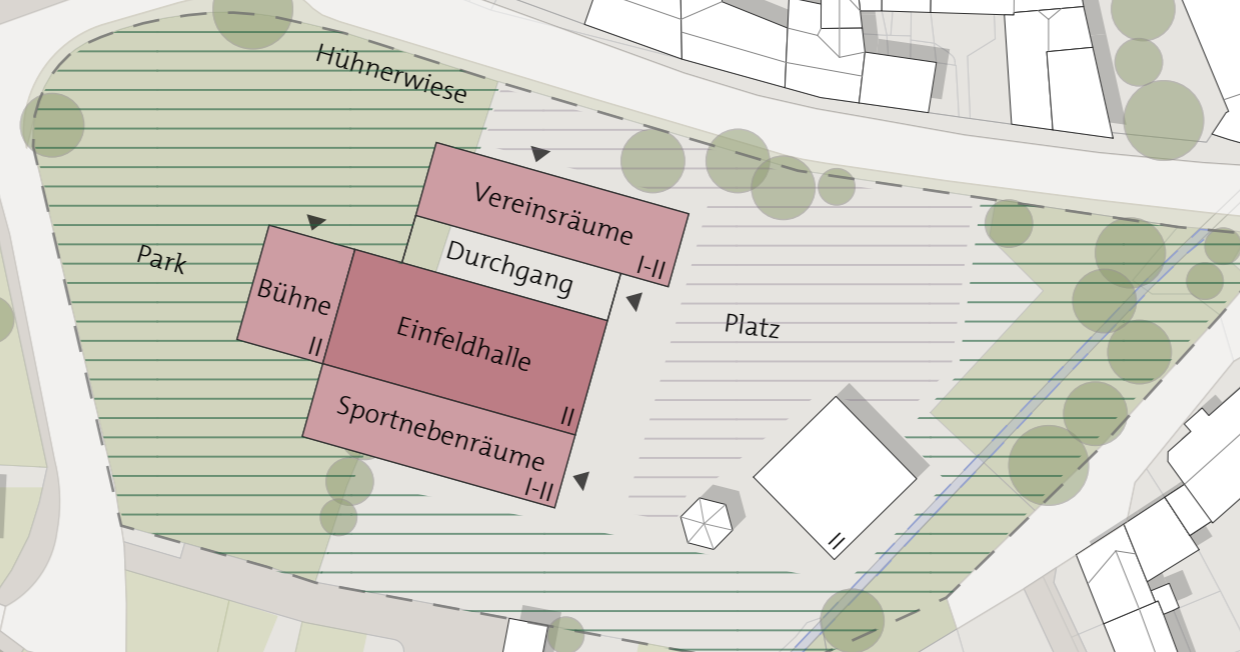 Hühnerwiese
Vereinsräume
I-II
Park
Durchgang
Bühne
II
Einfeldhalle
II
Platz
Sportnebenräume
I-II
II